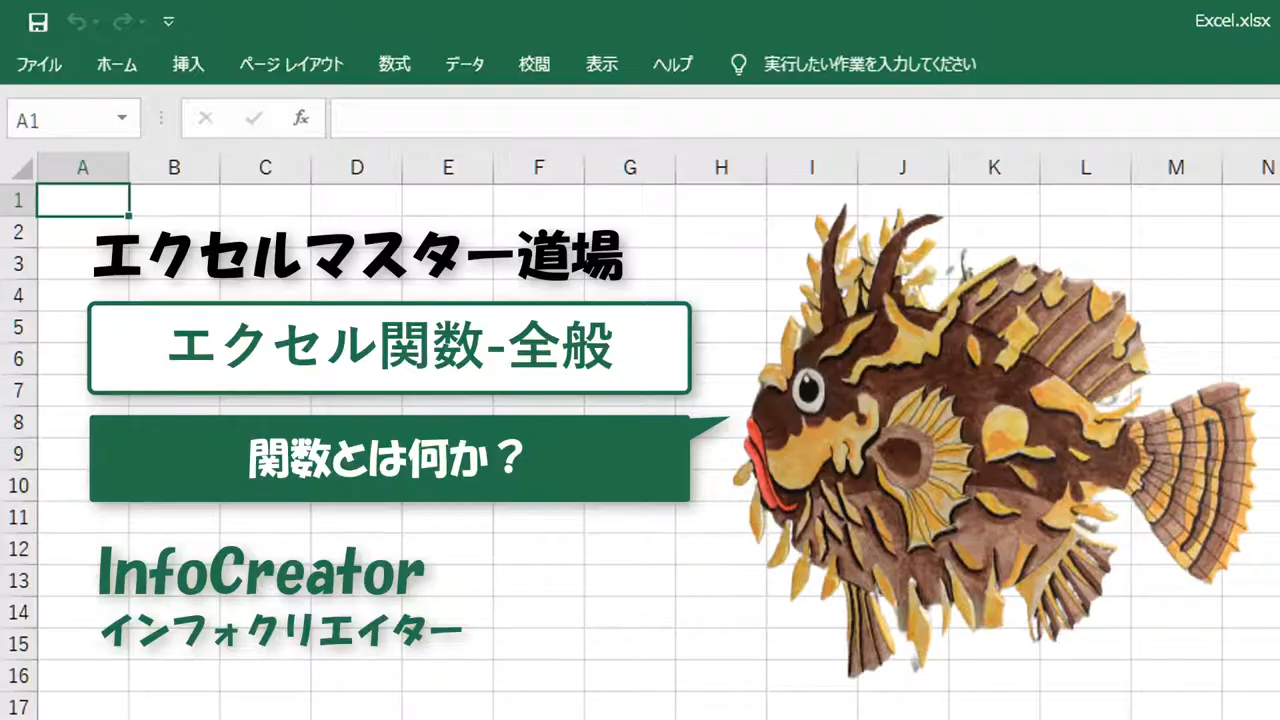 Excel.xlsx
ファイル ホーム 挿入 ページ レイアウト 数式 データ 校閲 表示 ヘルプ 実行したい作業を入力してください
A1 fx
A B C D E F G H I J K L M N
1
2
エクセルマスター道場
3
4
5
エクセル関数-全般
6
7
8
関数とは何か？
9
10
11
12
InfoCreator
13
14
インフォクリエイター
15
16
17